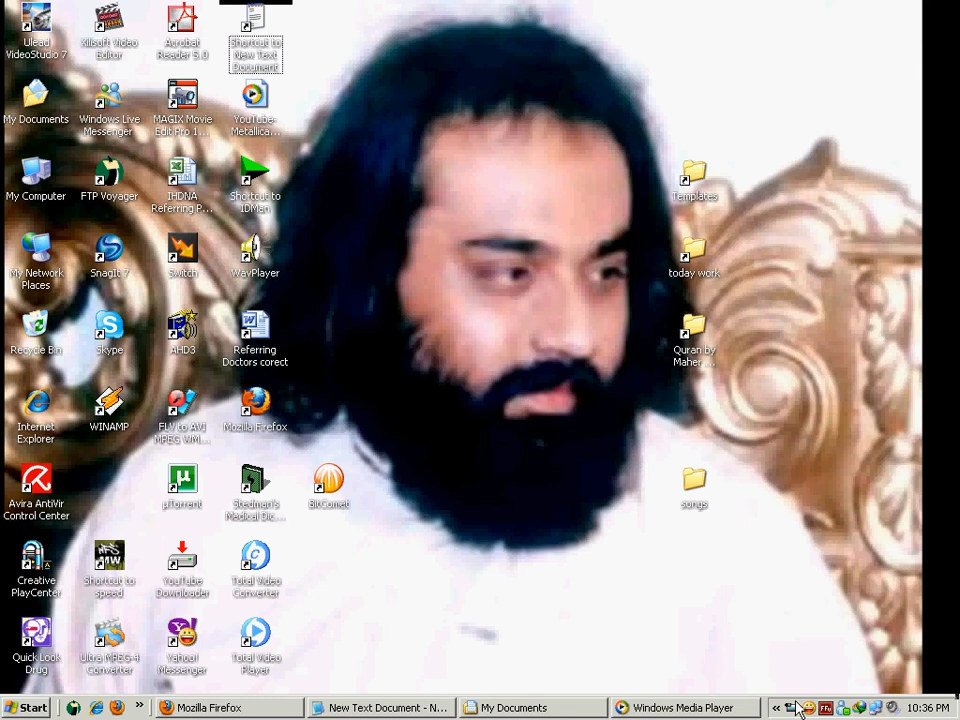 Ulead
VideoStudio 7
Xilisoft Video
Editor
Acrobat
Reader 5.0
Shortcut to
New Text
Document
My Documents
Windows Live
Messenger
MAGIX Movie
Edit Pro 1...
YouTube-
Metallica...
My Computer
FTP Voyager
IHDNA
Referring P...
Shortcut to
IDMan
Templates
My Network
Places
SnagIt 7
Switch
WavPlayer
today work
Recycle Bin
Skype
AHD3
Referring
Doctors corect
Quran by
Maher ...
Internet
Explorer
WINAMP
FLV to AVI
MPEG WM...
Mozilla Firefox
Avira AntiVir
Control Center
µTorrent
Stedman's
Medical Dic...
BitComet
songs
Creative
PlayCenter
Shortcut to
speed
YouTube
Downloader
Total Video
Converter
Quick Look
Drug
Ultra MPEG-4
Converter
Yahoo!
Messenger
Total Video
Player
Start
Mozilla Firefox
New Text Document - N...
My Documents
Windows Media Player
10:36 PM